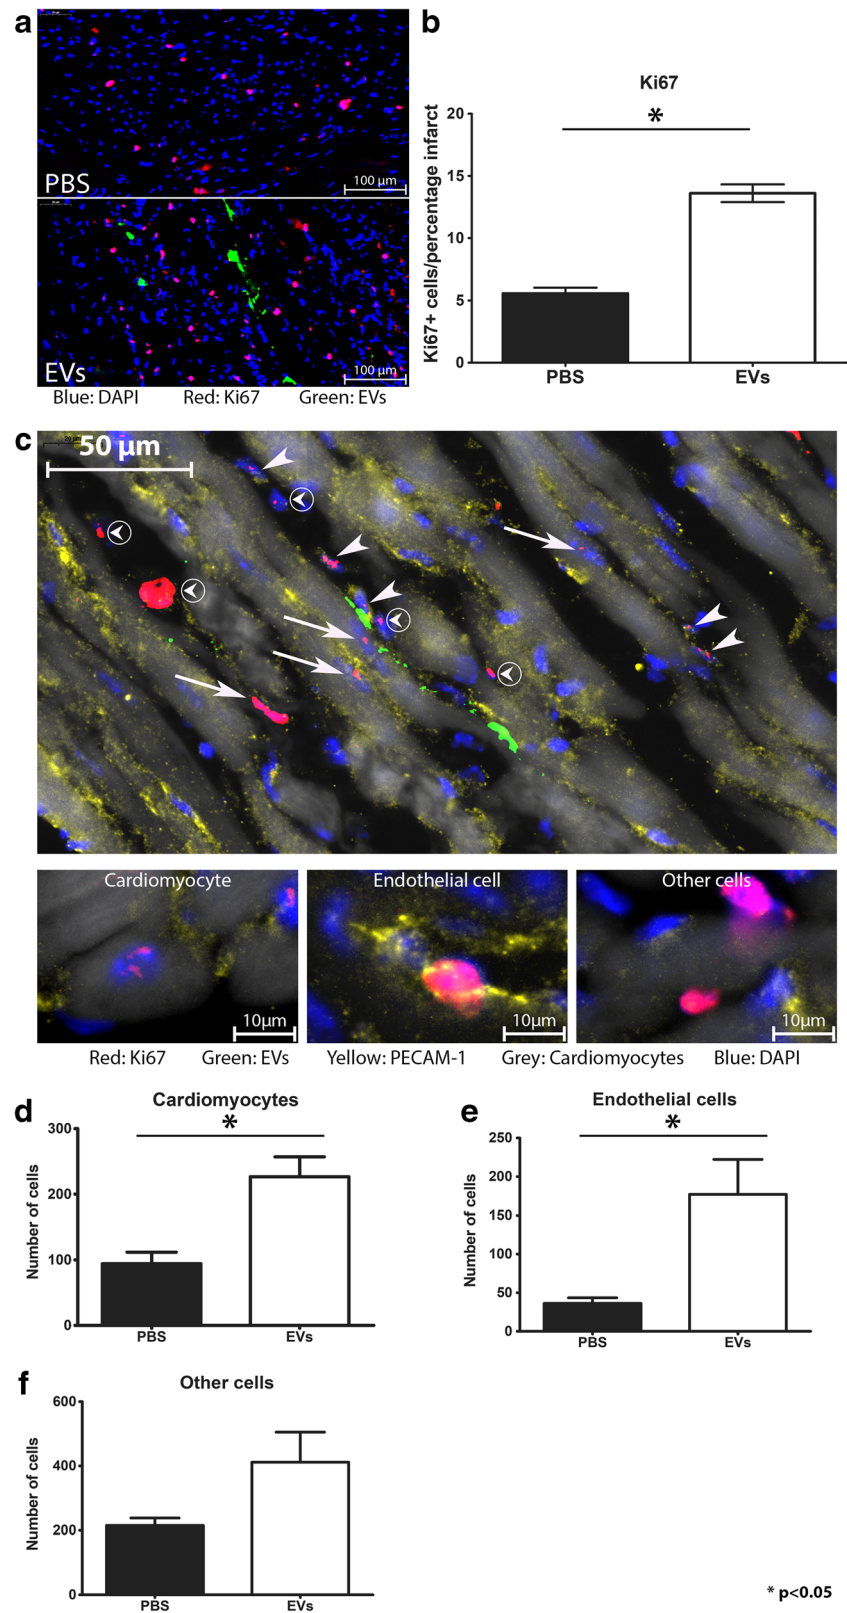 a
PBS
100 µm
EVs
100 µm
Blue: DAPI Red: Ki67 Green: EVs
b
Ki67
*
Ki67+ cells/percentage infarct
20
15
10
5
0
PBS EVs
c
50 µm
Cardiomyocyte
10µm
Endothelial cell
10µm
Other cells
10µm
Red: Ki67 Green: EVs Yellow: PECAM-1 Grey: Cardiomyocytes Blue: DAPI
d
Cardiomyocytes
*
Number of cells
300
200
100
0
PBS EVs
e
Endothelial cells
*
Number of cells
250
200
150
100
50
0
PBS EVs
f
Other cells
Number of cells
600
400
200
0
PBS EVs
* p<0.05